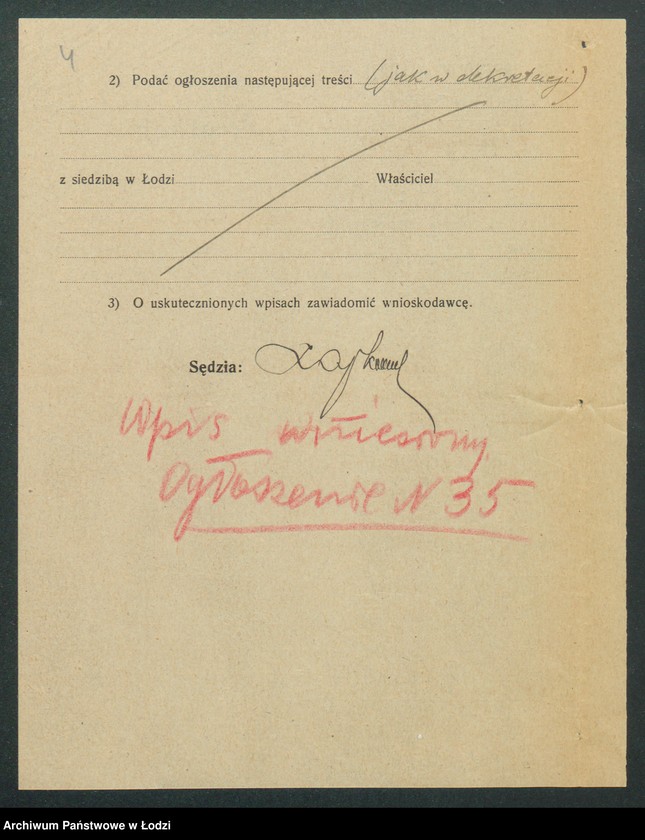 4
2) Podać ogłoszenia następującej treści (jak w dekretacji)
z siedzibą w Łodzi Właściciel
3) O uskutecznionych wpisach zawiadomić wnioskodawcę.
Sędzia:
Wpis wniesiony
Ogłoszenie N 35
Archiwum Państwowe w Łodzi